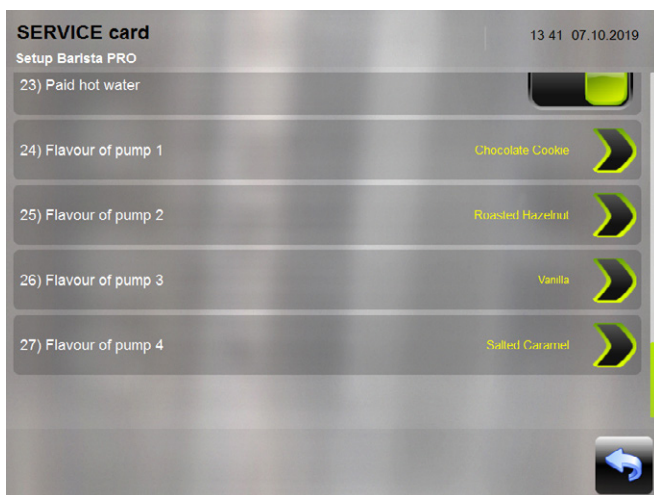 SERVICE card
13 41 07.10.2019
Setup Barista PRO
23) Paid hot water
24) Flavour of pump 1
Chocolate Cookie
25) Flavour of pump 2
Roasted Hazelnut
26) Flavour of pump 3
Vanilla
27) Flavour of pump 4
Salted Caramel